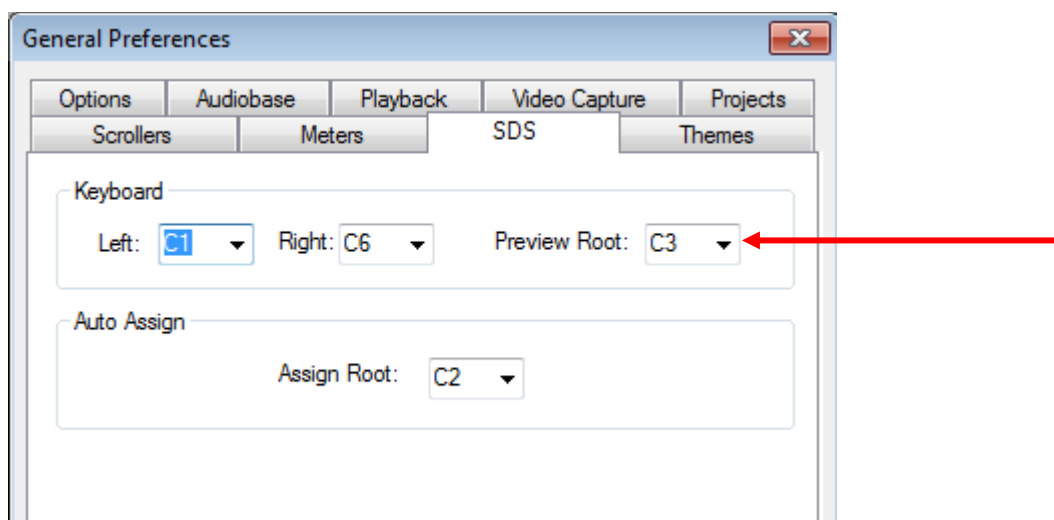 General Preferences
Options Audiobase Playback Video Capture Projects
Scrollers Meters SDS Themes
Keyboard
Left: C1 Right: C6 Preview Root: C3
Auto Assign
Assign Root: C2